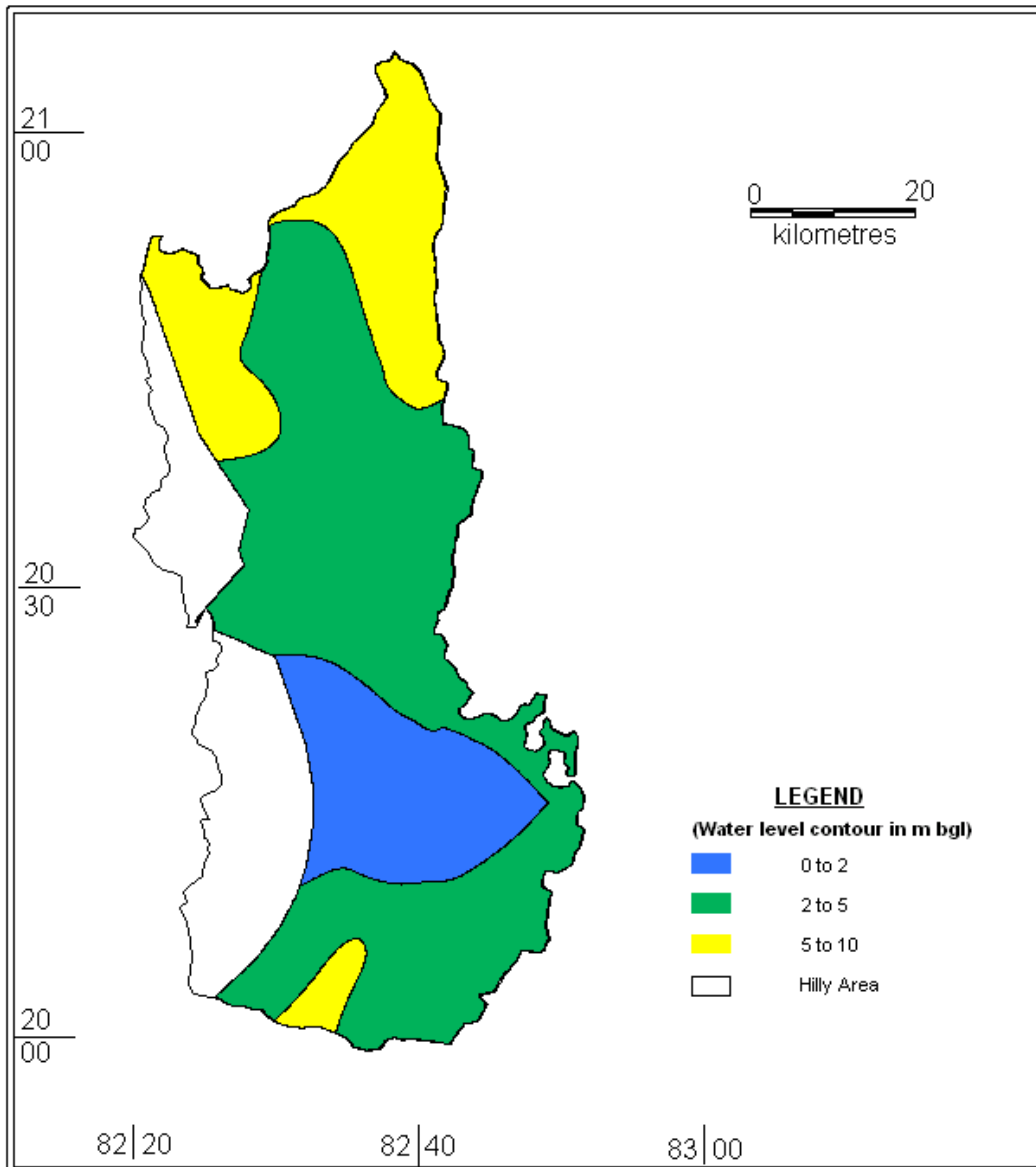 21
00
0 20
kilometres
20
30
LEGEND
(Water level contour in m bgl)
0 to 2
2 to 5
5 to 10
Hilly Area
20
00
82 20 82 40 83 00